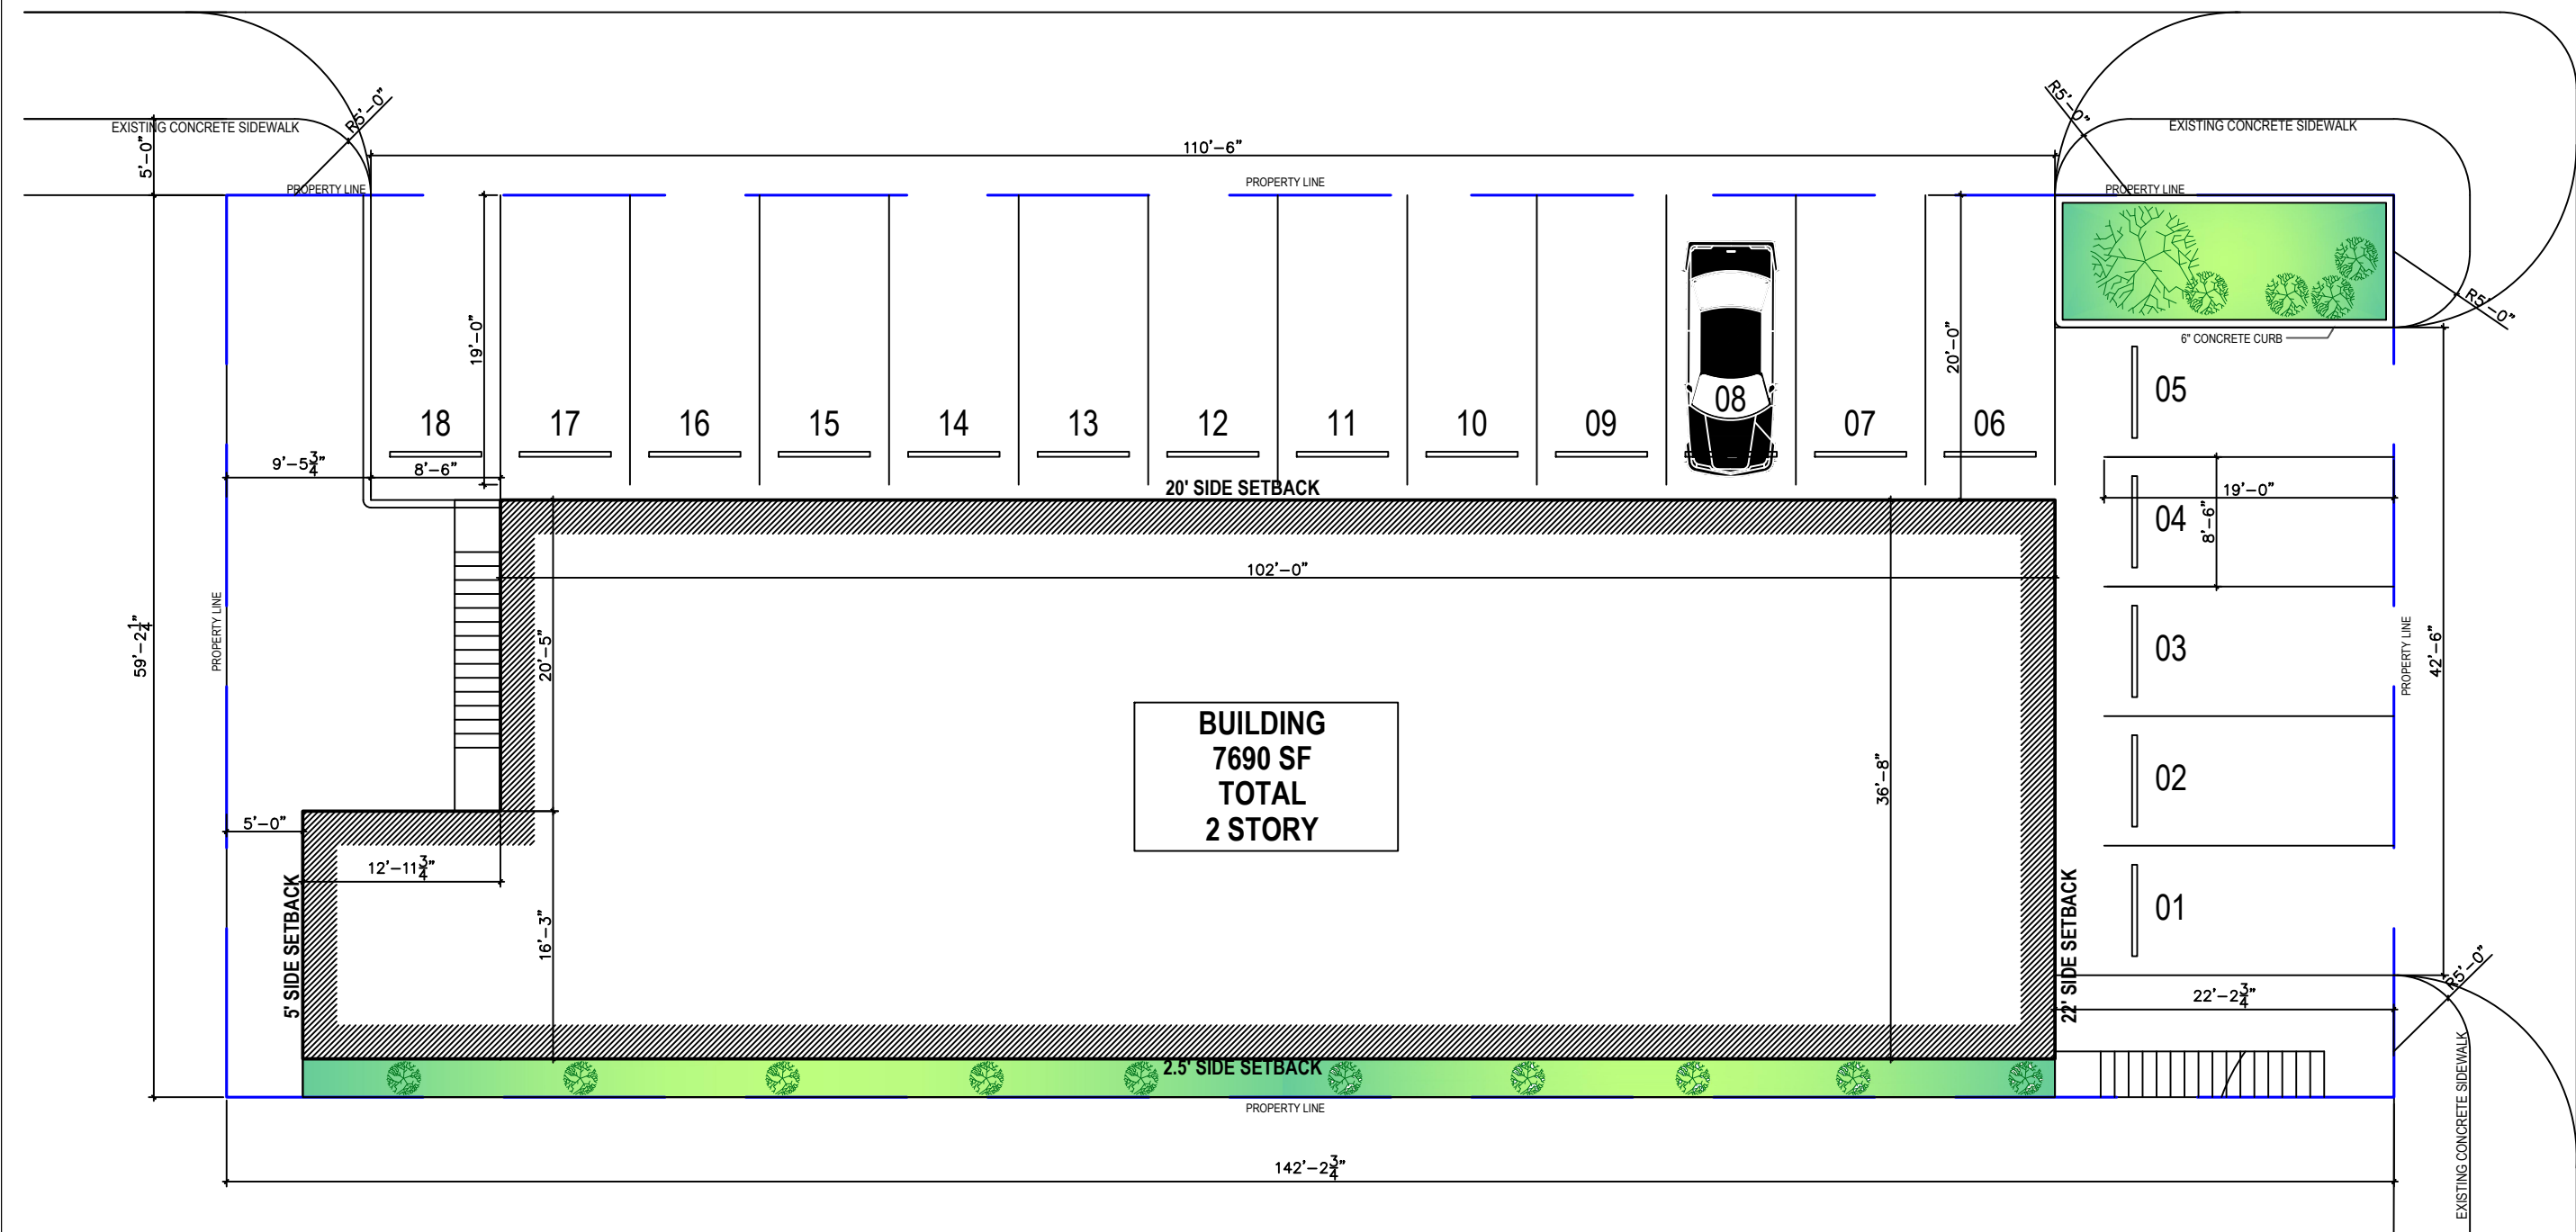 R5'-0"
R5'-0"
EXISTING CONCRETE SIDEWALK
EXISTING CONCRETE SIDEWALK
5'-0"
110'-6"
PROPERTY LINE
PROPERTY LINE
PROPERTY LINE
R5'-0"
6" CONCRETE CURB
19'-0"
20'-0"
05
18
17
16
15
14
13
12
11
10
09
08
07
06
9'-5 3/4"
8'-6"
20' SIDE SETBACK
19'-0"
04
8'-6"
102'-0"
59'-2 1/4"
PROPERTY LINE
20'-5"
03
PROPERTY LINE
42'-6"
BUILDING
7690 SF
TOTAL
2 STORY
36'-8"
02
5'-0"
12'-11 3/4"
01
5' SIDE SETBACK
16'-3"
22' SIDE SETBACK
R5'-0"
22'-2 3/4"
2.5' SIDE SETBACK
PROPERTY LINE
EXISTING CONCRETE SIDEWALK
142'-2 3/4"